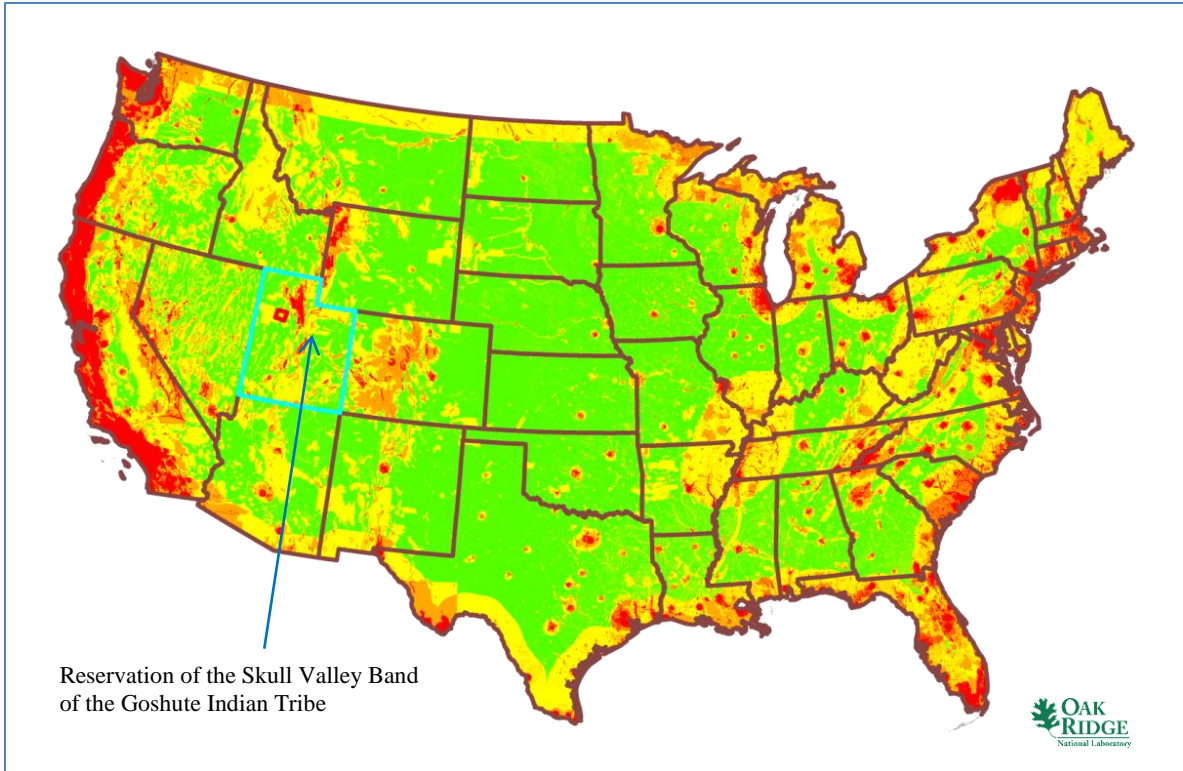 Reservation of the Skull Valley Band
of the Goshute Indian Tribe
OAK
RIDGE
National Laboratory